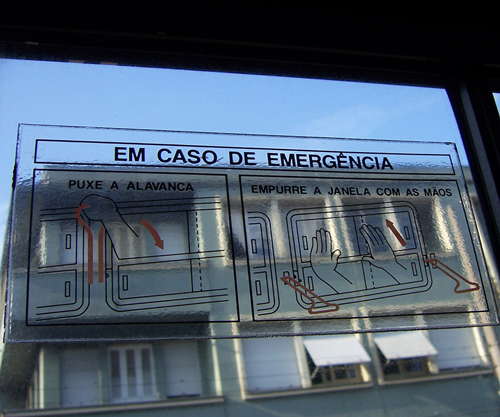 EM CASO DE EMERGÊNCIA
PUXE A ALAVANCA
EMPURRE A JANELA COM AS MÃOS